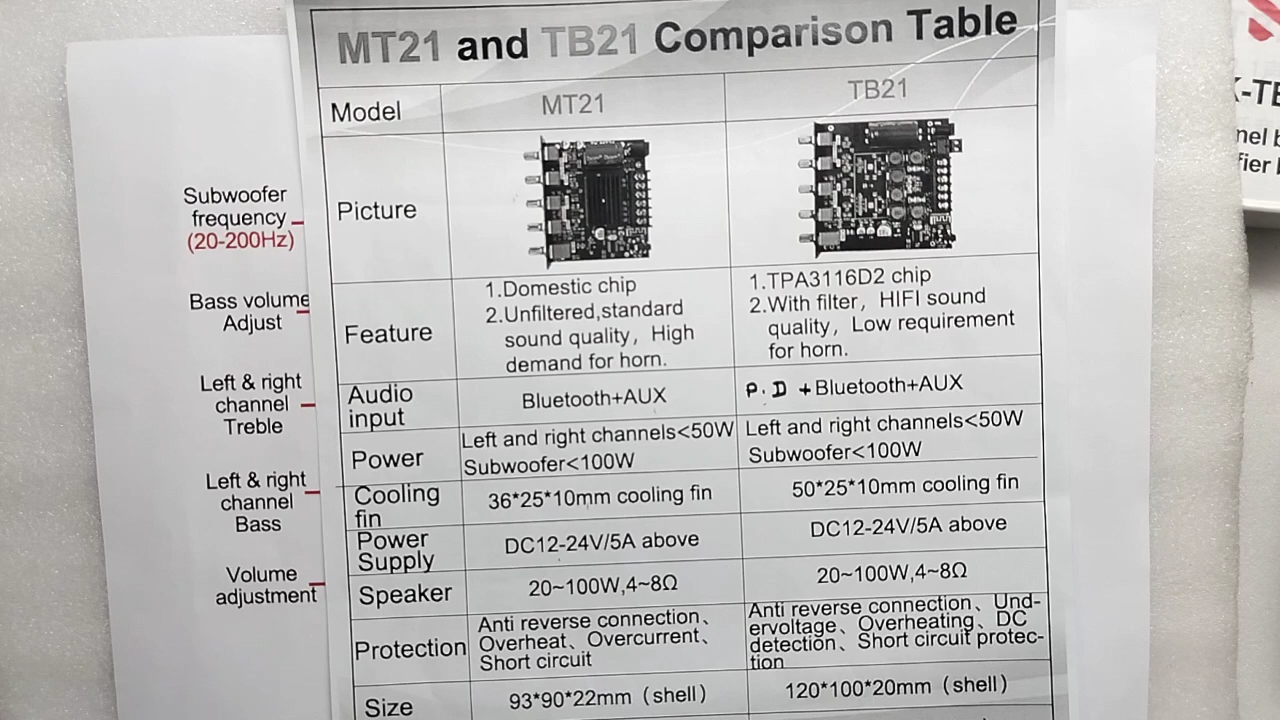 MT21 and TB21 Comparison Table
Model
MT21
TB21
Picture
Feature
1.Domestic chip
2.Unfiltered,standard
sound quality, High
demand for horn.
1.TPA3116D2 chip
2.With filter, HIFI sound
quality, Low requirement
for horn.
Audio
input
Bluetooth+AUX
P.D +Bluetooth+AUX
Power
Left and right channels<50W
Subwoofer<100W
Left and right channels<50W
Subwoofer<100W
Cooling
fin
36*25*10mm cooling fin
50*25*10mm cooling fin
Power
Supply
DC12-24V/5A above
DC12-24V/5A above
Speaker
20~100W,4~8Ω
20~100W,4~8Ω
Protection
Anti reverse connection、
Overheat、Overcurrent、
Short circuit
Anti reverse connection、Und-
ervoltage、Overheating、DC
detection、Short circuit protec-
tion
Size
93*90*22mm (shell)
120*100*20mm (shell)
Subwoofer
frequency
(20-200Hz)
Bass volume
Adjust
Left & right
channel
Treble
Left & right
channel
Bass
Volume
adjustment